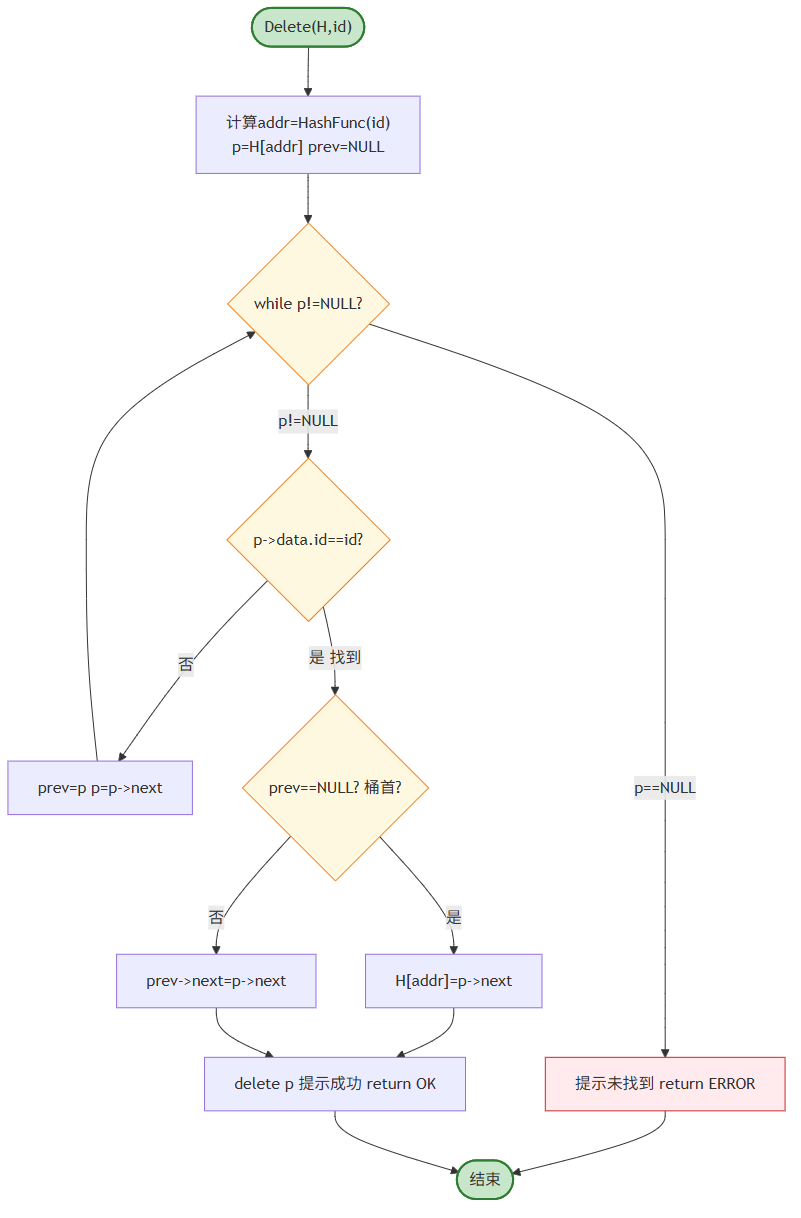 Delete(H,id)
计算addr=HashFunc(id)
p=H[addr] prev=NULL
while p!=NULL?
p!=NULL
p->data.id==id?
否
是 找到
prev=p p=p->next
prev==NULL? 桶首?
p==NULL
否
是
prev->next=p->next
H[addr]=p->next
delete p 提示成功 return OK
提示未找到 return ERROR
结束